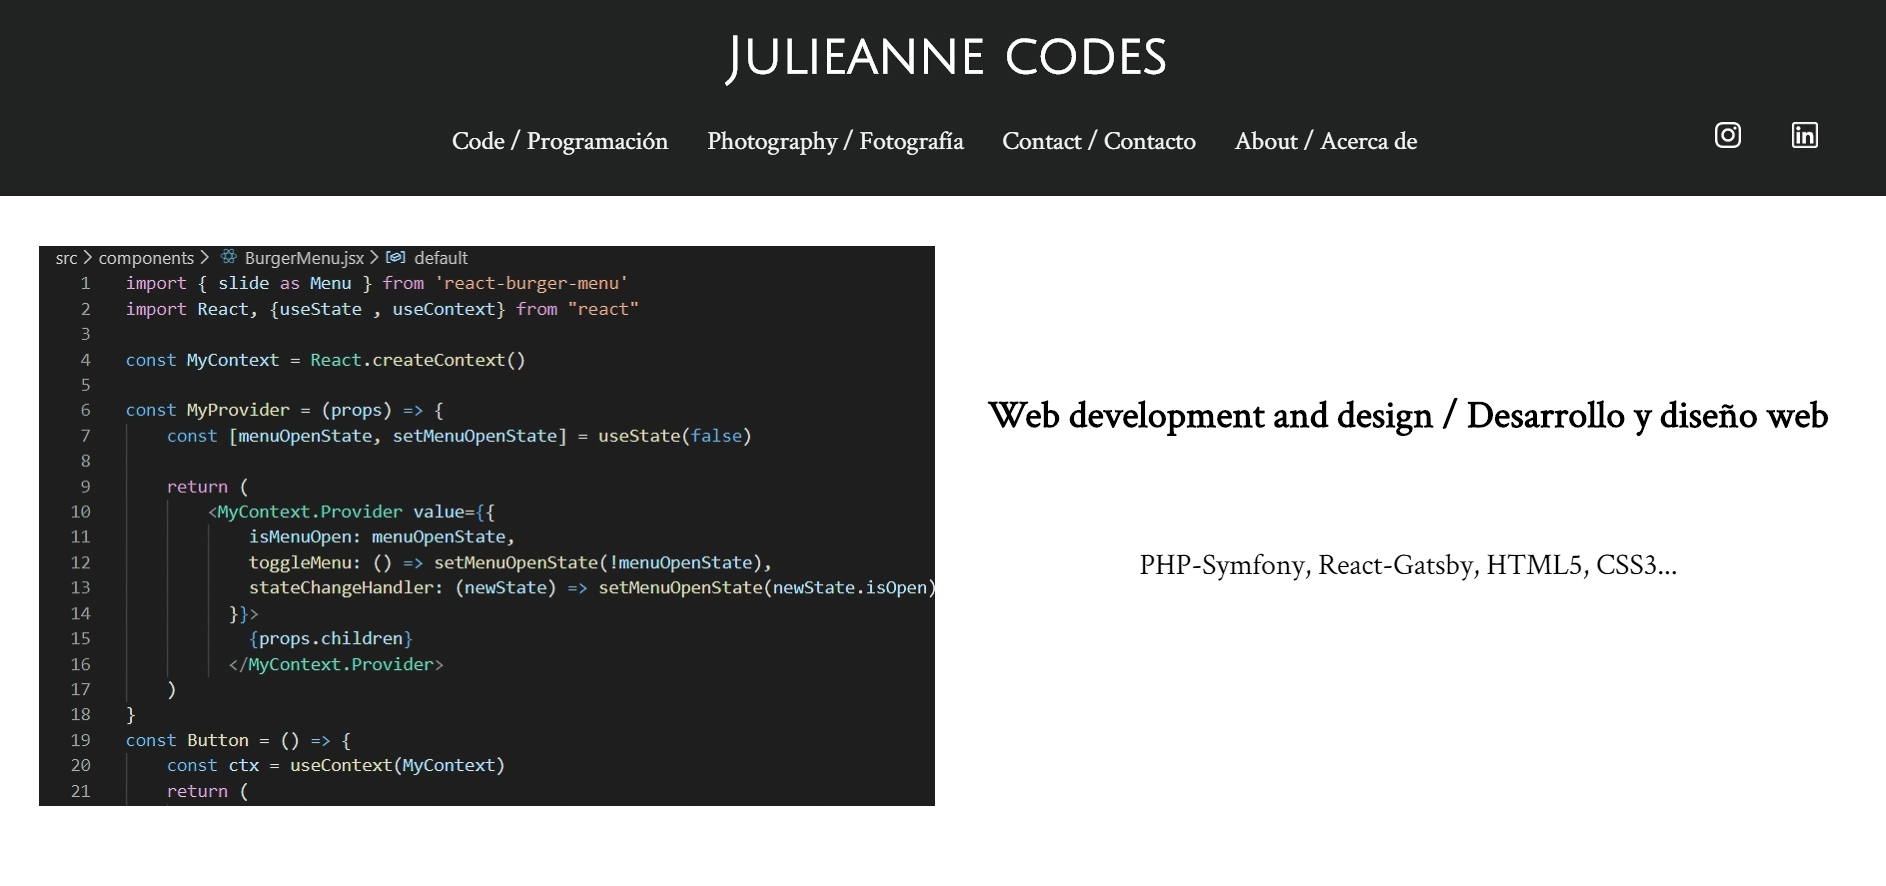 JULIEANNE CODES
Code / Programación Photography / Fotografía Contact / Contacto About / Acerca de
src > components > BurgerMenu.jsx > default
1 import { slide as Menu } from 'react-burger-menu'
2 import React, {useState , useContext} from "react"
3
4 const MyContext = React.createContext()
5
6 const MyProvider = (props) => {
7 const [menuOpenState, setMenuOpenState] = useState(false)
8
9 return (
10 <MyContext.Provider value={{
11 isMenuOpen: menuOpenState,
12 toggleMenu: () => setMenuOpenState(!menuOpenState),
13 stateChangeHandler: (newState) => setMenuOpenState(newState.isOpen)
14 }}>
15 {props.children}
16 </MyContext.Provider>
17 )
18 }
19 const Button = () => {
20 const ctx = useContext(MyContext)
21 return (
Web development and design / Desarrollo y diseño web
PHP-Symfony, React-Gatsby, HTML5, CSS3...